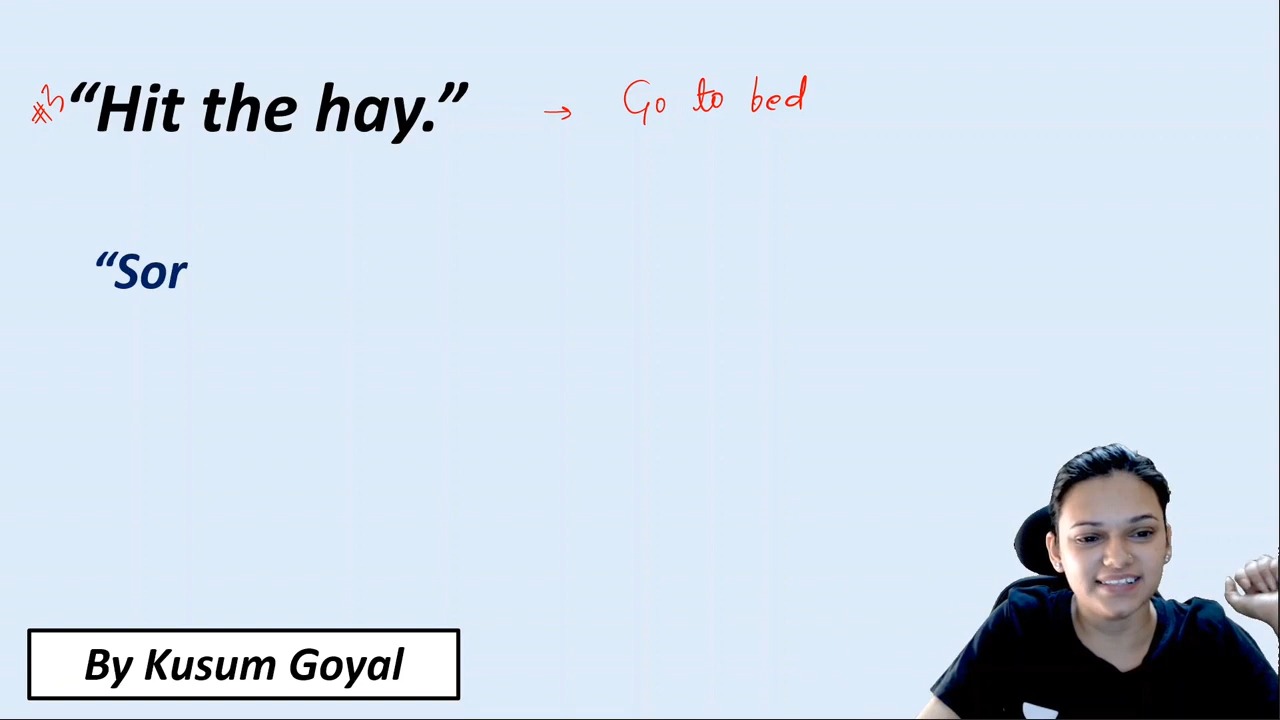 #3 “Hit the hay.” → Go to bed
“Sor
By Kusum Goyal